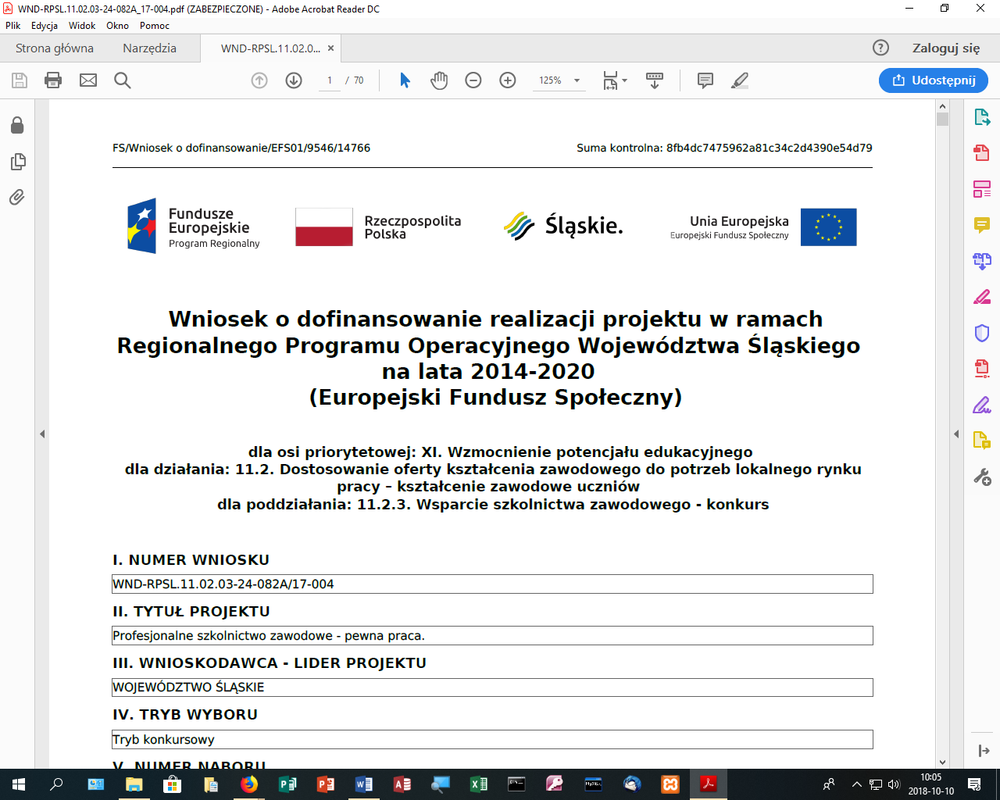 WND-RPSL.11.02.03-24-082A_17-004.pdf (ZABEZPIECZONE) - Adobe Acrobat Reader DC
Plik Edycja Widok Okno Pomoc
Strona główna Narzędzia WND-RPSL.11.02.0... × Zaloguj się
1 / 70 125% Udostępnij
FS/Wniosek o dofinansowanie/EFS01/9546/14766 Suma kontrolna: 8fb4dc7475962a81c34c2d4390e54d79
Fundusze
Europejskie
Program Regionalny
Rzeczpospolita
Polska
Śląskie.
Unia Europejska
Europejski Fundusz Społeczny
Wniosek o dofinansowanie realizacji projektu w ramach
Regionalnego Programu Operacyjnego Województwa Śląskiego
na lata 2014-2020
(Europejski Fundusz Społeczny)
dla osi priorytetowej: XI. Wzmocnienie potencjału edukacyjnego
dla działania: 11.2. Dostosowanie oferty kształcenia zawodowego do potrzeb lokalnego rynku
pracy – kształcenie zawodowe uczniów
dla poddziałania: 11.2.3. Wsparcie szkolnictwa zawodowego - konkurs
I. NUMER WNIOSKU
WND-RPSL.11.02.03-24-082A/17-004
II. TYTUŁ PROJEKTU
Profesjonalne szkolnictwo zawodowe - pewna praca.
III. WNIOSKODAWCA - LIDER PROJEKTU
WOJEWÓDZTWO ŚLĄSKIE
IV. TRYB WYBORU
Tryb konkursowy
V. NUMER NABORU
10:05
2018-10-10